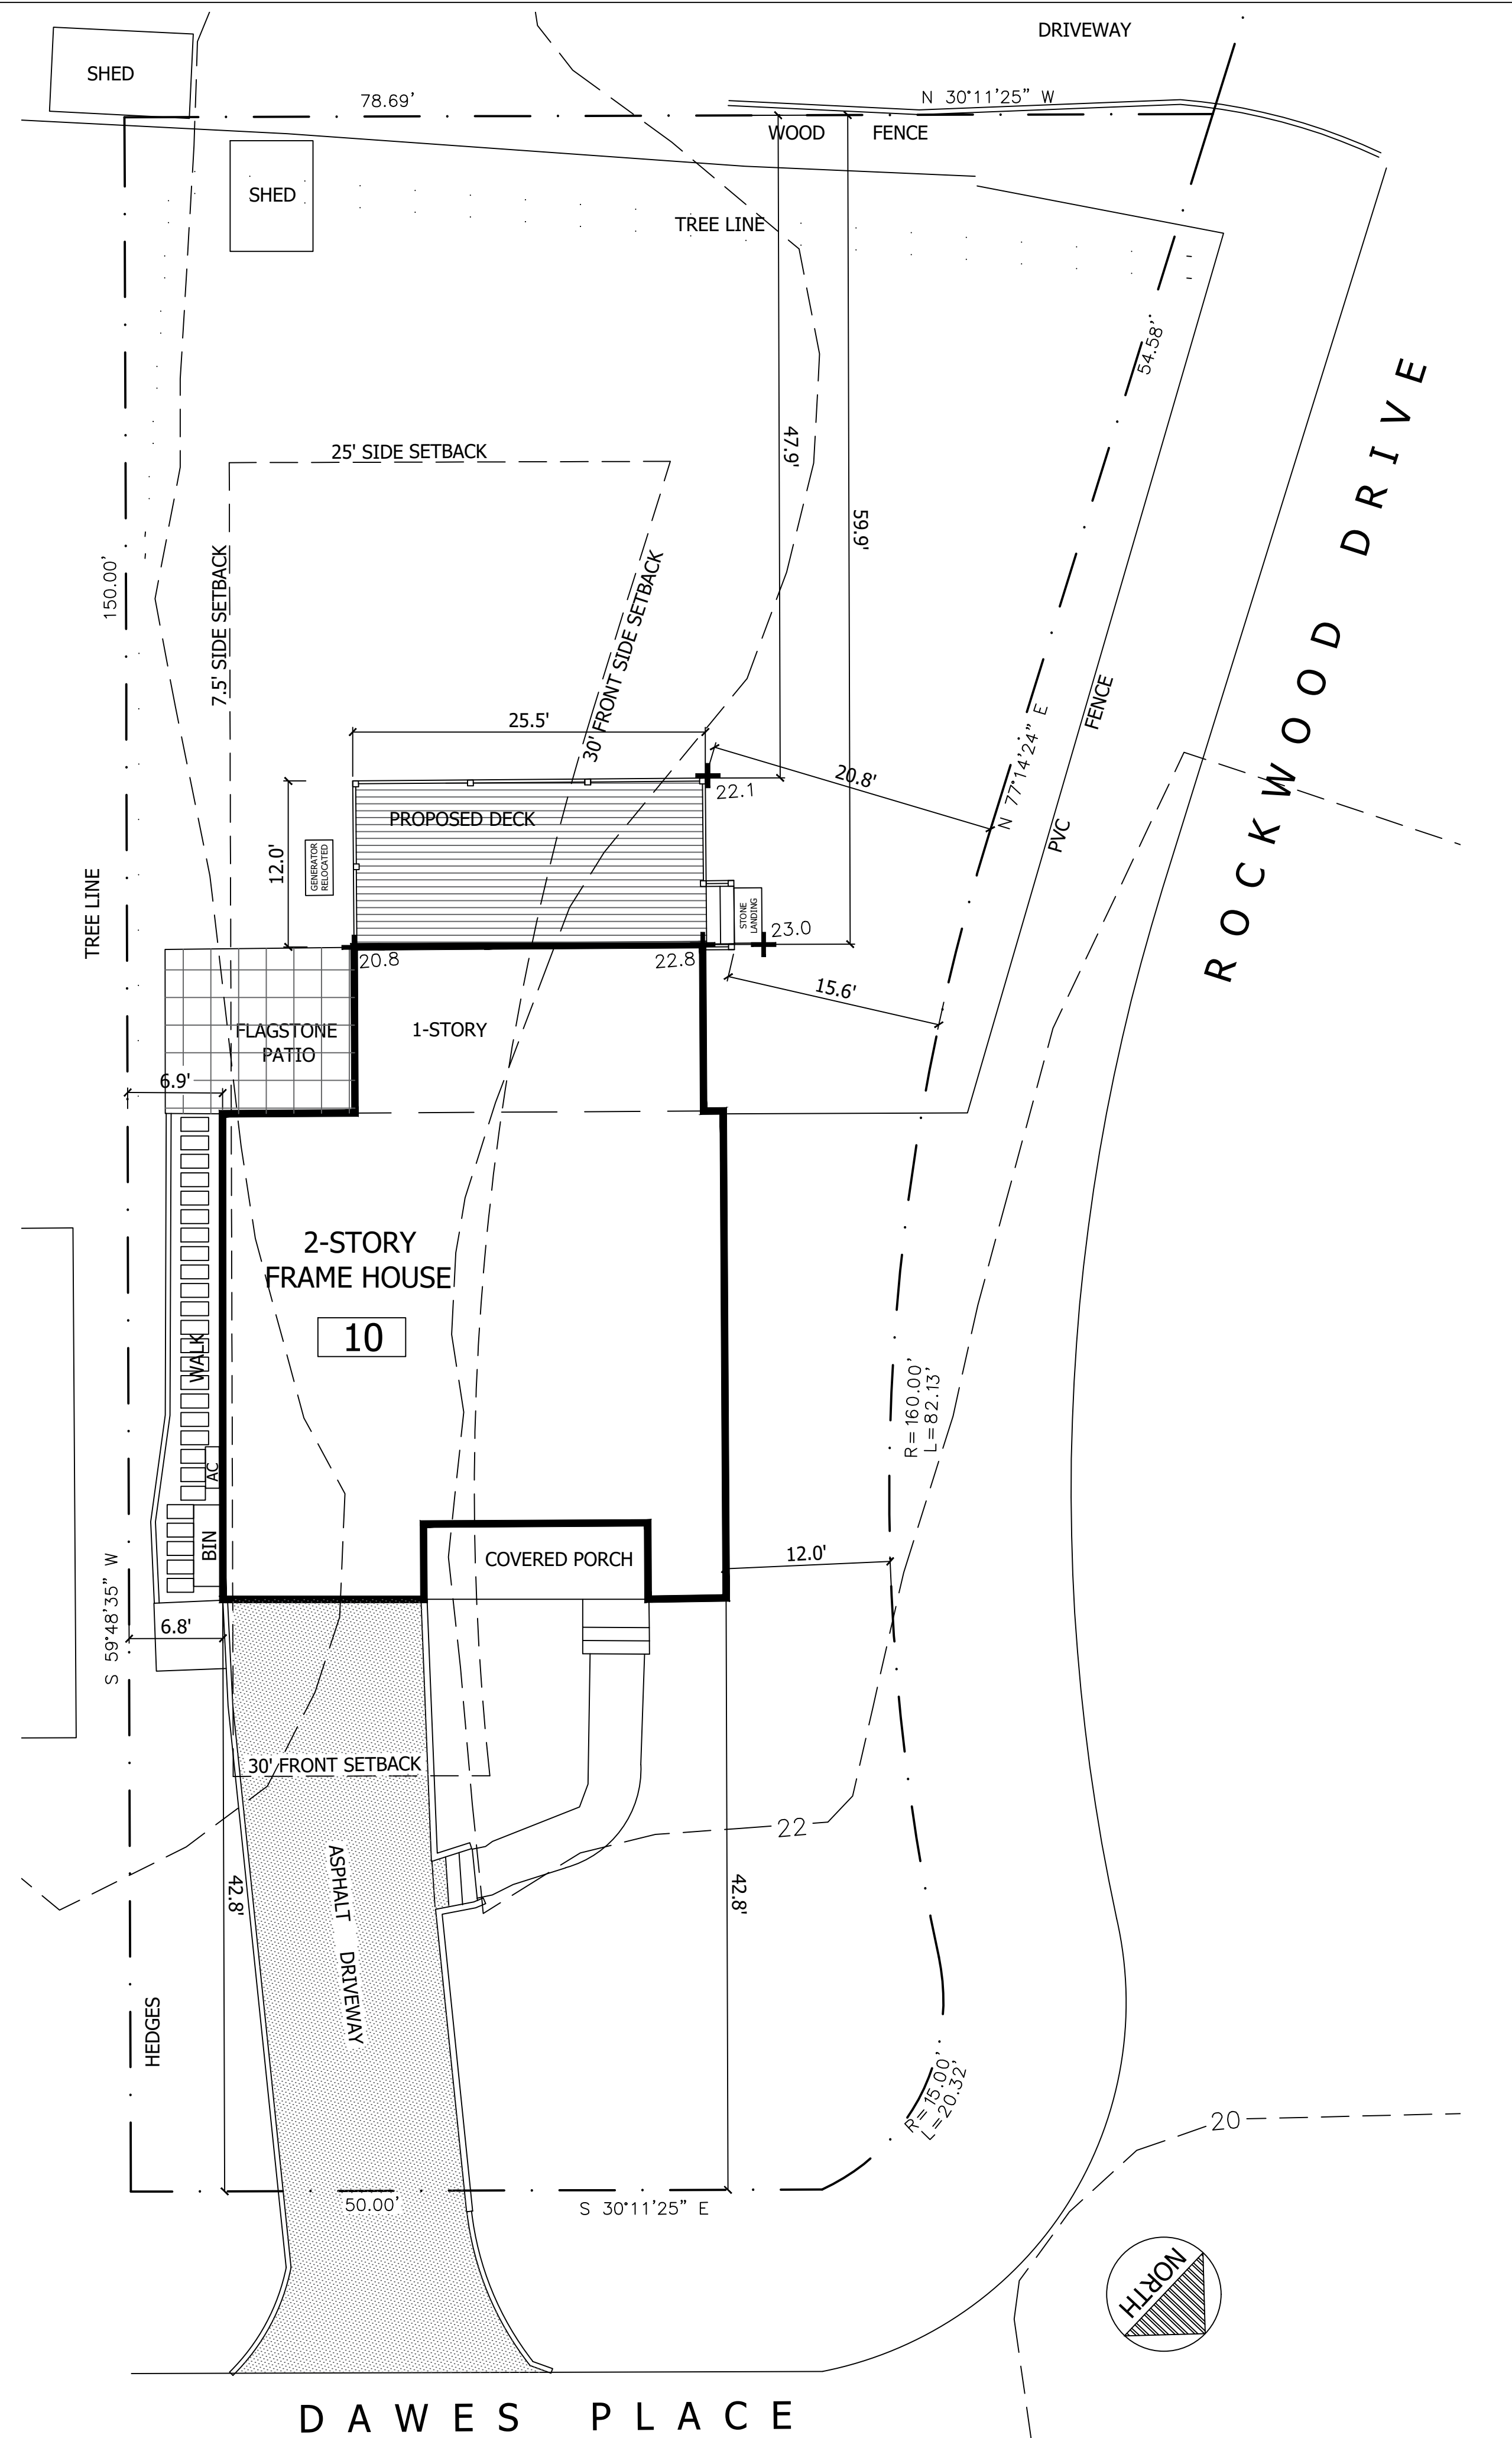 DRIVEWAY
SHED
78.69'
N 30°11'25" W
WOOD FENCE
SHED
TREE LINE
54.58'
25' SIDE SETBACK
47.9'
59.9'
150.00'
7.5' SIDE SETBACK
30' FRONT SIDE SETBACK
ROCKWOOD DRIVE
25.5'
20.8'
N 77°14'24" E
PVC FENCE
22.1
PROPOSED DECK
12.0'
GENERATOR
RELOCATED
TREE LINE
STONE
LANDING
23.0
20.8
22.8
15.6'
FLAGSTONE
PATIO
1-STORY
6.9'
2-STORY
FRAME HOUSE
10
WALK
R=160.00'
L=82.13'
AC
BIN
COVERED PORCH
12.0'
S 59°48'35" W
6.8'
30' FRONT SETBACK
22
42.8'
42.8'
ASPHALT DRIVEWAY
HEDGES
R=15.00'
L=20.32'
20
50.00'
S 30°11'25" E
NORTH
DAWES PLACE